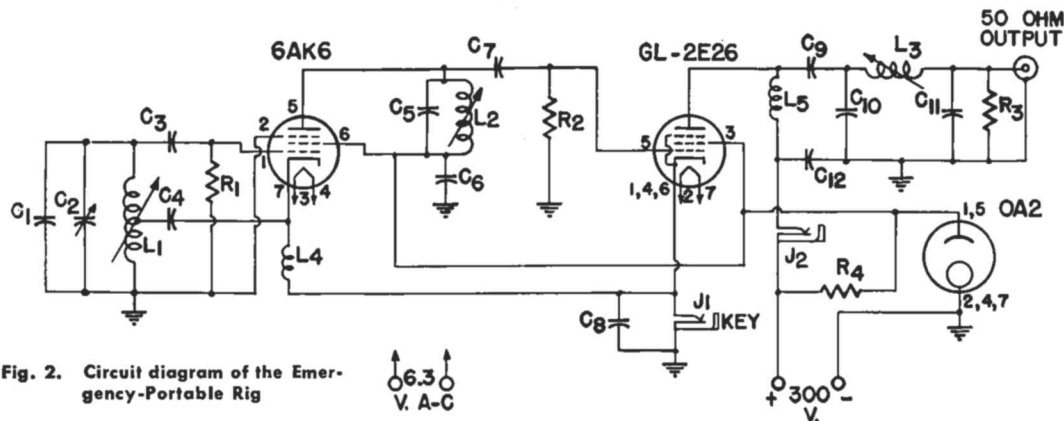 50 OHM
OUTPUT
6AK6
C7
GL-2E26
C9
L3
C3
5
2
1
6
7
3
4
C5
L2
R2
5
3
1,4,6
2
7
L5
C10
C11
R3
C1
C2
L1
C4
R1
C6
C12
L4
J2
1,5
OA2
R4
2,4,7
C8
J1
KEY
Fig. 2. Circuit diagram of the Emer-
gency-Portable Rig
6.3
V. A-C
+ 300 -
V.